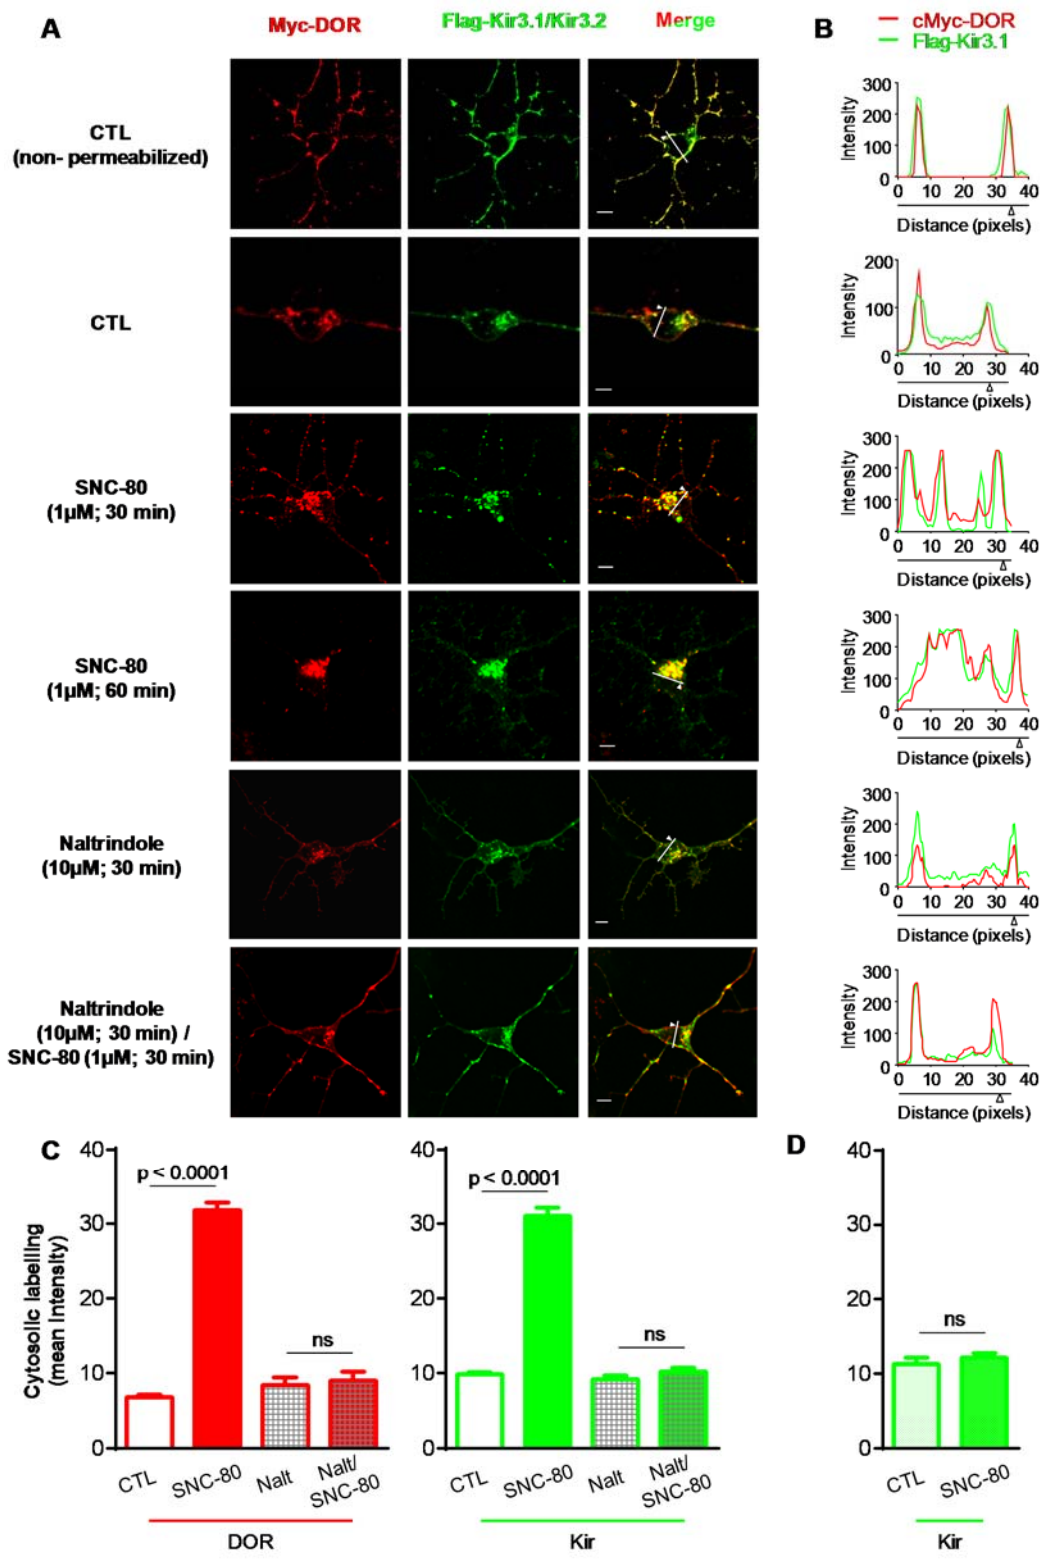 A
Myc-DOR
Flag-Kir3.1/Kir3.2
Merge
B
cMyc-DOR
Flag-Kir3.1
CTL
(non- permeabilized)
Intensity
300
200
100
0
0 10 20 30 40
Distance (pixels)
CTL
Intensity
200
100
0
0 10 20 30 40
Distance (pixels)
SNC-80
(1µM; 30 min)
Intensity
300
200
100
0
0 10 20 30 40
Distance (pixels)
SNC-80
(1µM; 60 min)
Intensity
300
200
100
0
0 10 20 30 40
Distance (pixels)
Naltrindole
(10µM; 30 min)
Intensity
300
200
100
0
0 10 20 30 40
Distance (pixels)
Naltrindole
(10µM; 30 min) /
SNC-80 (1µM; 30 min)
Intensity
300
200
100
0
0 10 20 30 40
Distance (pixels)
C
Cytosolic labelling
(mean Intensity)
40
30
20
10
0
p < 0.0001
ns
CTL
SNC-80
Nalt
Nalt/
SNC-80
DOR
40
30
20
10
0
p < 0.0001
ns
CTL
SNC-80
Nalt
Nalt/
SNC-80
Kir
D
40
30
20
10
0
ns
CTL
SNC-80
Kir